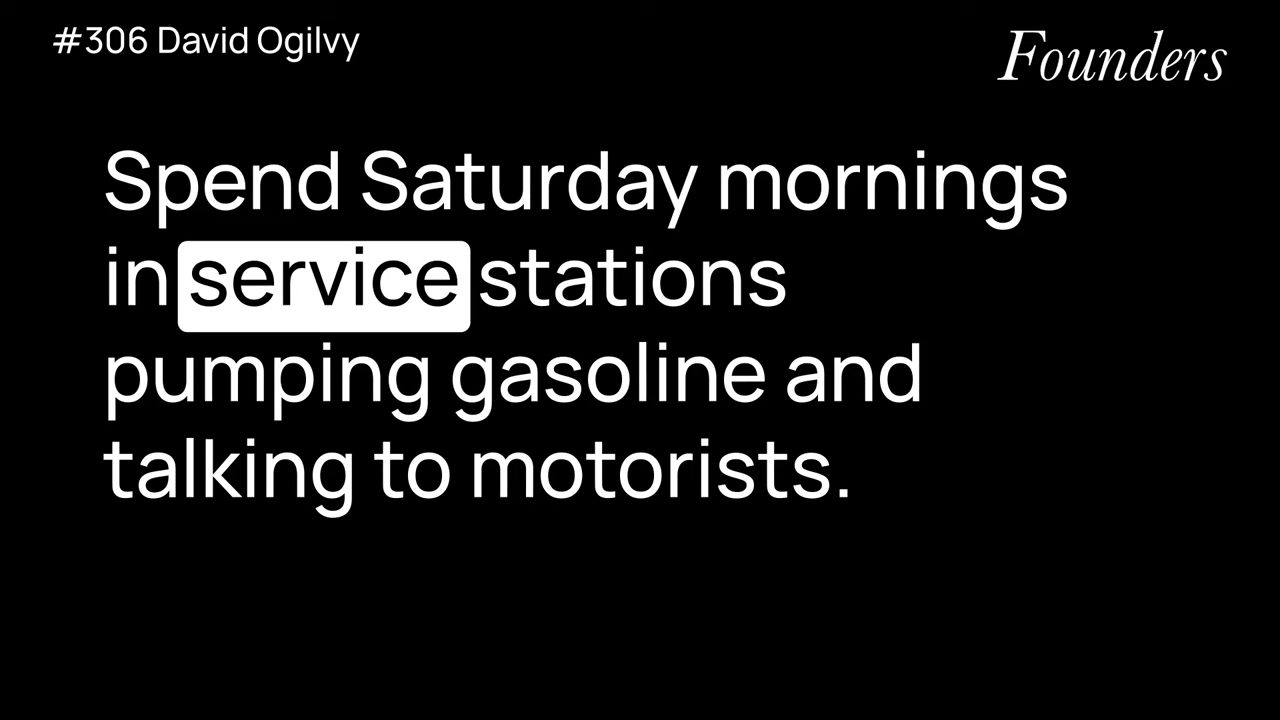 #306 David Ogilvy
Founders
Spend Saturday mornings
in service stations
pumping gasoline and
talking to motorists.